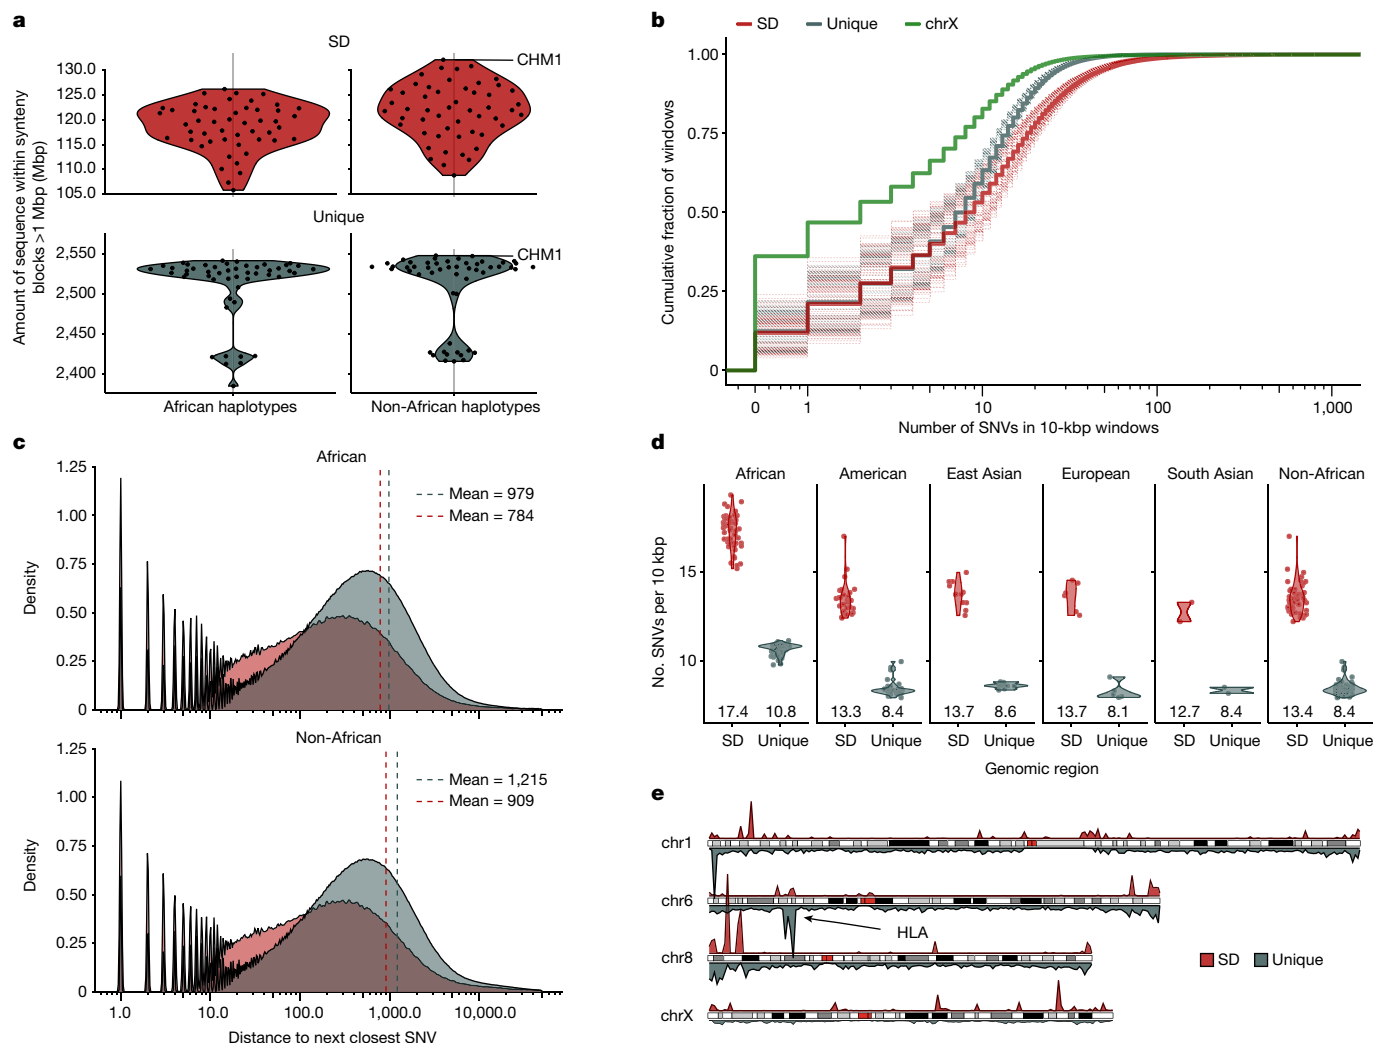 a
SD
CHM1
130.0
125.0
120.0
115.0
110.0
105.0
Amount of sequence within synteny
blocks >1 Mbp (Mbp)
Unique
CHM1
2,550
2,500
2,450
2,400
African haplotypes
Non-African haplotypes
b
SD
Unique
chrX
1.00
0.75
0.50
0.25
0
Cumulative fraction of windows
0
1
10
100
1,000
Number of SNVs in 10-kbp windows
c
African
1.25
1.00
0.75
0.50
0.25
0
Density
Mean = 979
Mean = 784
Non-African
1.25
1.00
0.75
0.50
0.25
0
Density
Mean = 1,215
Mean = 909
1.0
10.0
100.0
1,000.0
10,000.0
Distance to next closest SNV
d
African
American
East Asian
European
South Asian
Non-African
No. SNVs per 10 kbp
15
10
17.4
10.8
13.3
8.4
13.7
8.6
13.7
8.1
12.7
8.4
13.4
8.4
SD
Unique
SD
Unique
SD
Unique
SD
Unique
SD
Unique
SD
Unique
Genomic region
e
chr1
chr6
HLA
chr8
SD
Unique
chrX